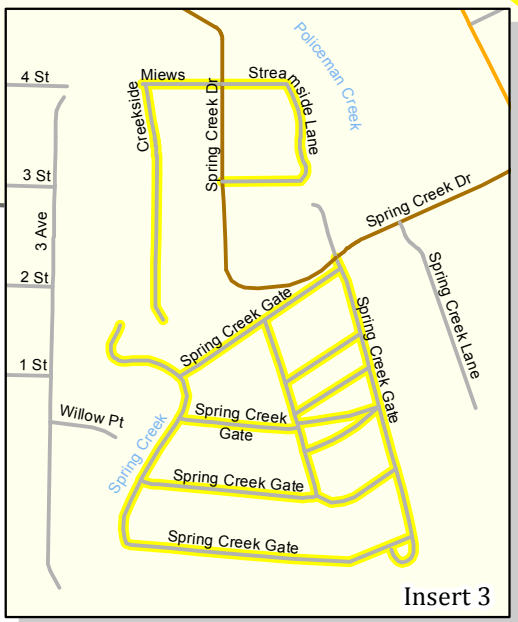 4 St
Miews
Streamside Lane
Policeman Creek
Creekside
Spring Creek Dr
3 St
3 Ave
Spring Creek Dr
2 St
Spring Creek Lane
Spring Creek Gate
Spring Creek Gate
1 St
Willow Pt
Spring Creek
Gate
Spring Creek
Spring Creek Gate
Spring Creek Gate
Insert 3